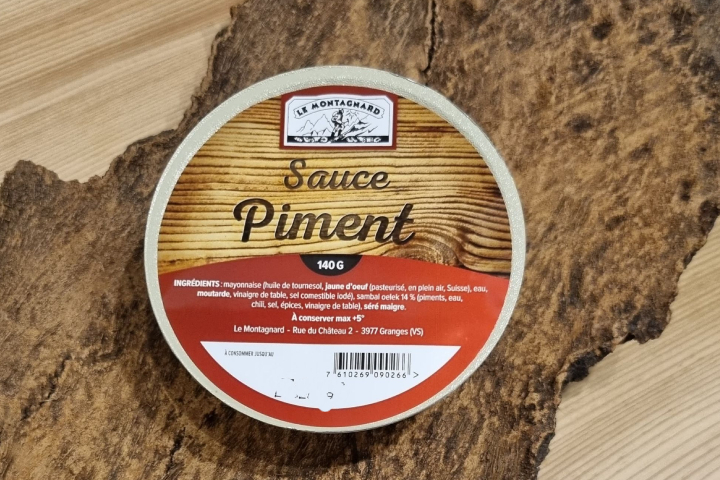 LE MONTAGNARD
Sauce
Piment
140 G
INGRÉDIENTS : mayonnaise (huile de tournesol, jaune d'oeuf (pasteurisé, en plein air, Suisse), eau,
moutarde, vinaigre de table, sel comestible iodé), sambal oelek 14 % (piments, eau,
chili, sel, épices, vinaigre de table), séré maigre.
À conserver max +5°
Le Montagnard - Rue du Château 2 - 3977 Granges (VS)
À CONSOMMER JUSQU'AU
7 610269 090266 >